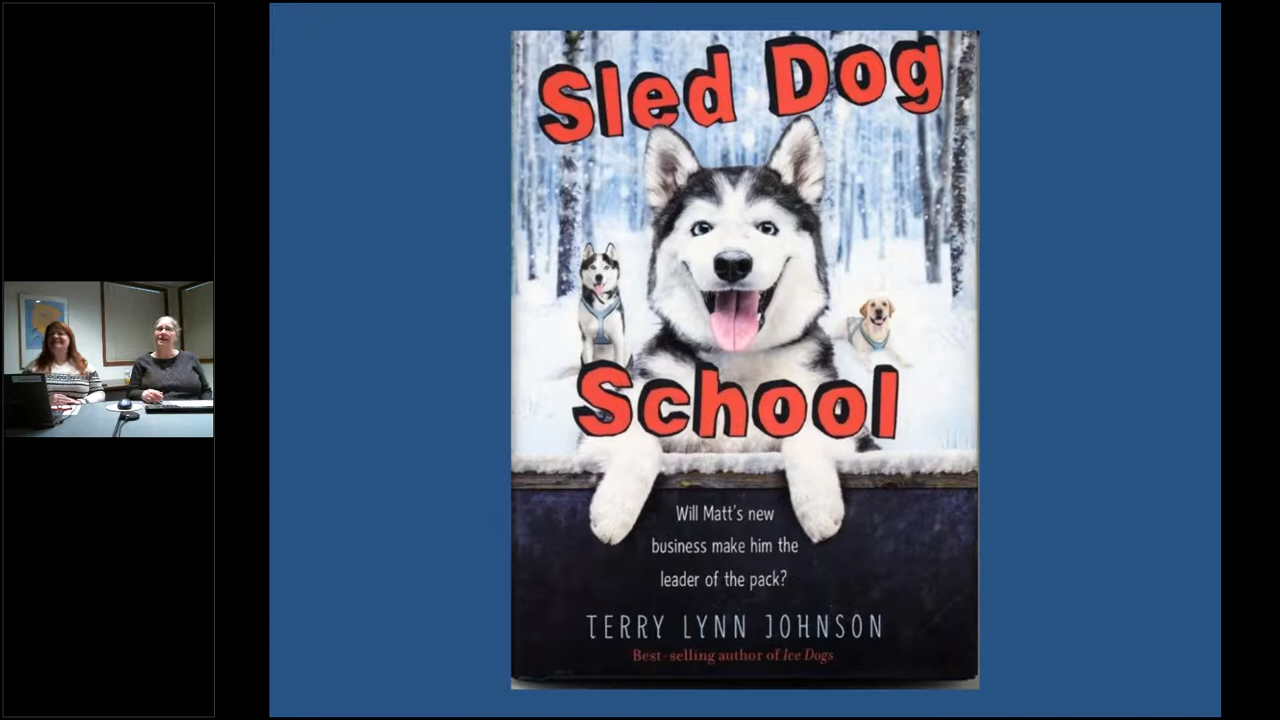 Sled Dog
School
Will Matt's new
business make him the
leader of the pack?
TERRY LYNN JOHNSON
Best-selling author of Ice Dogs